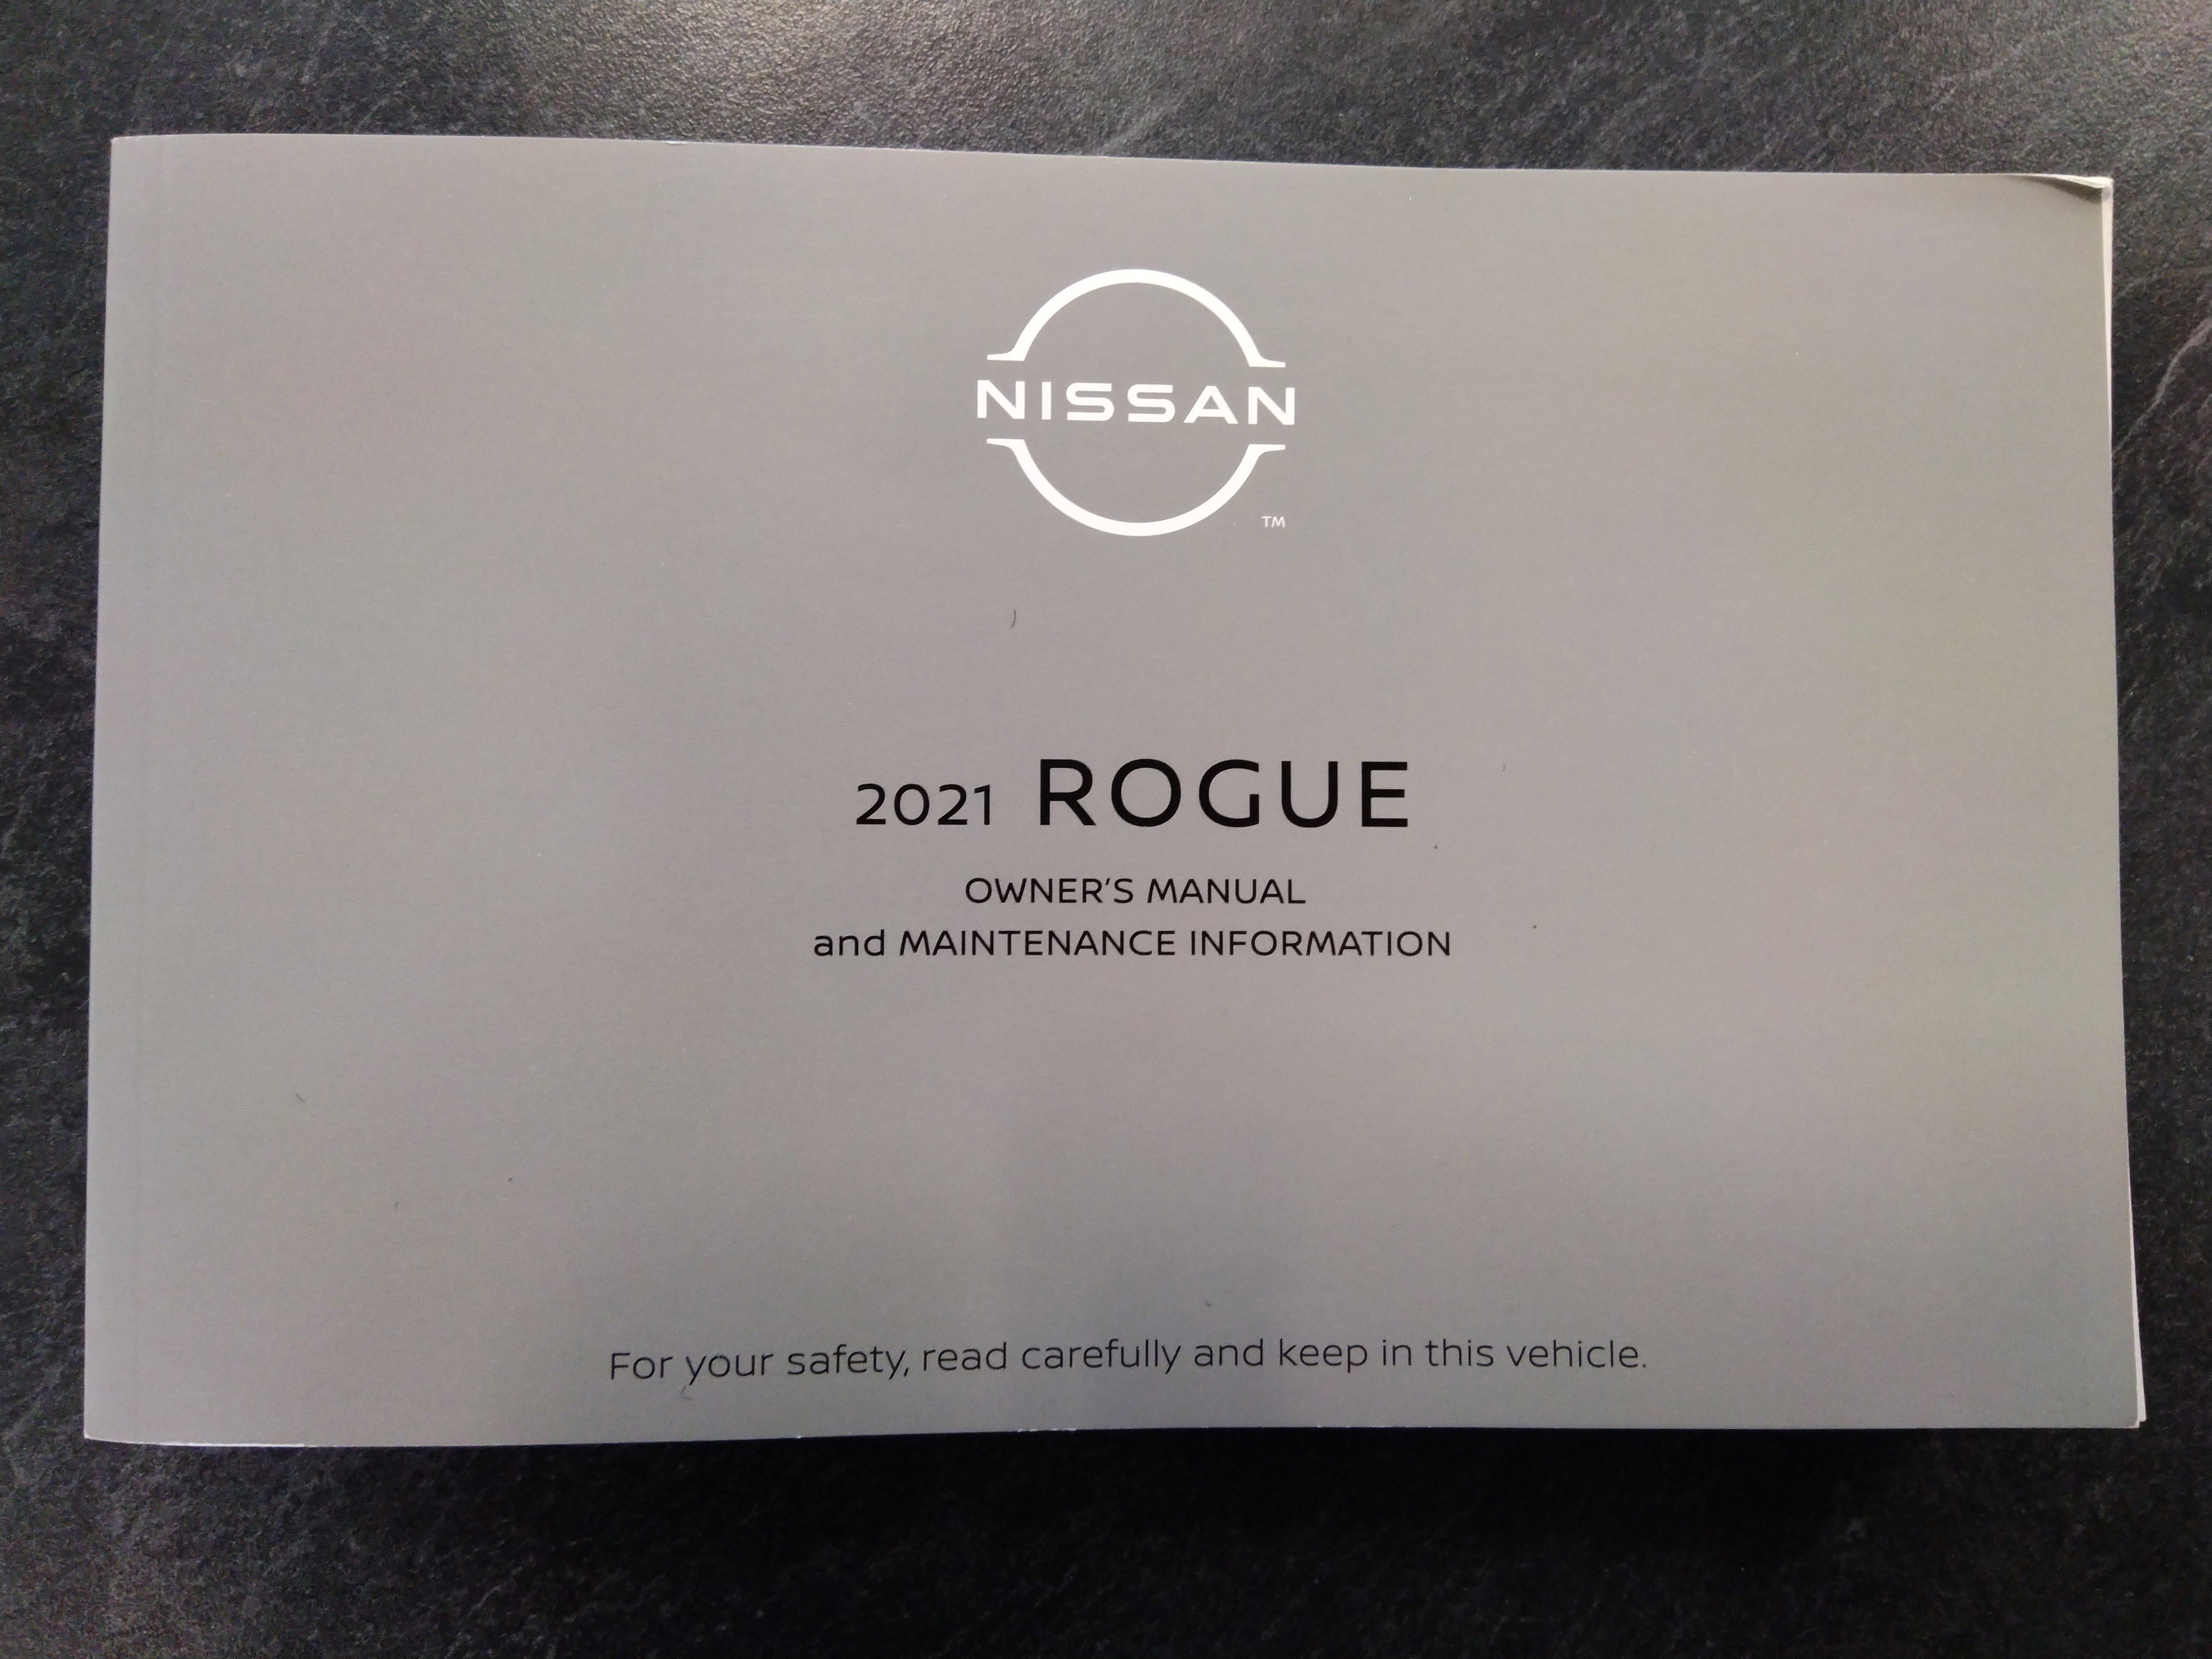 NISSAN
TM
2021 ROGUE
OWNER'S MANUAL
and MAINTENANCE INFORMATION
For your safety, read carefully and keep in this vehicle.